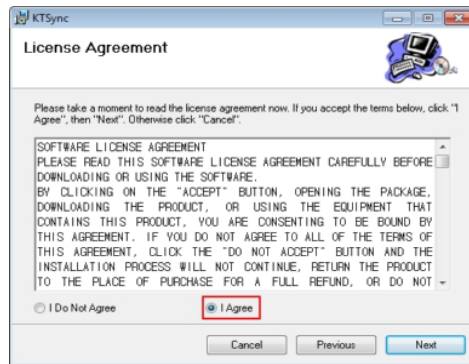 KTSync
License Agreement
Please take a moment to read the license agreement now. If you accept the terms below, click "I
Agree", then "Next". Otherwise click "Cancel".
SOFTWARE LICENSE AGREEMENT
PLEASE READ THIS SOFTWARE LICENSE AGREEMENT CAREFULLY BEFORE
DOWNLOADING OR USING THE SOFTWARE.
BY CLICKING ON THE "ACCEPT" BUTTON, OPENING THE PACKAGE,
DOWNLOADING THE PRODUCT, OR USING THE EQUIPMENT THAT
CONTAINS THIS PRODUCT, YOU ARE CONSENTING TO BE BOUND BY
THIS AGREEMENT. IF YOU DO NOT AGREE TO ALL OF THE TERMS OF
THIS AGREEMENT, CLICK THE "DO NOT ACCEPT" BUTTON AND THE
INSTALLATION PROCESS WILL NOT CONTINUE, RETURN THE PRODUCT
TO THE PLACE OF PURCHASE FOR A FULL REFUND, OR DO NOT
I Do Not Agree I Agree
Cancel Previous Next